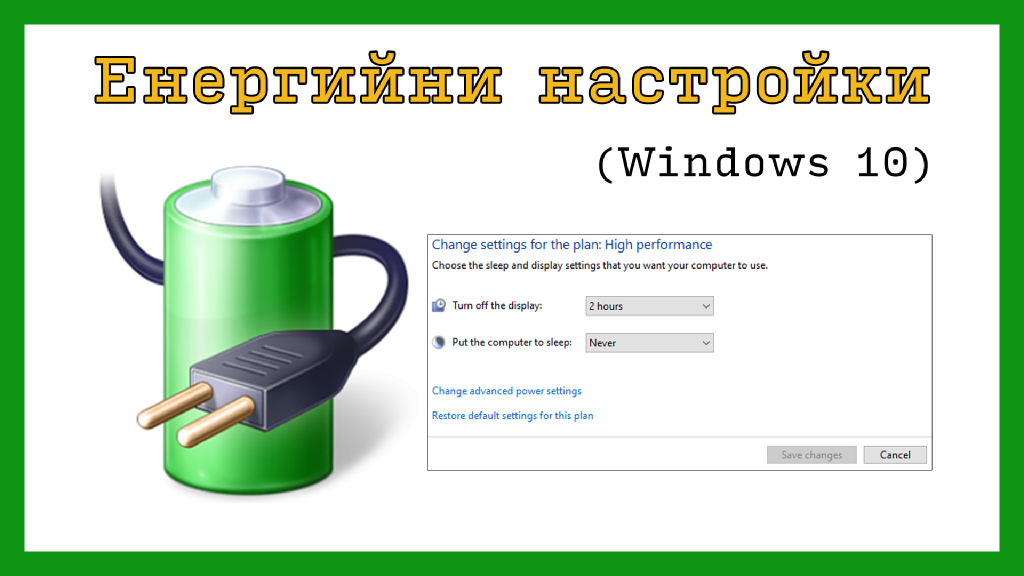 Енергийни настройки
(Windows 10)
Change settings for the plan: High performance
Choose the sleep and display settings that you want your computer to use.
Turn off the display: 2 hours
Put the computer to sleep: Never
Change advanced power settings
Restore default settings for this plan
Save changes Cancel